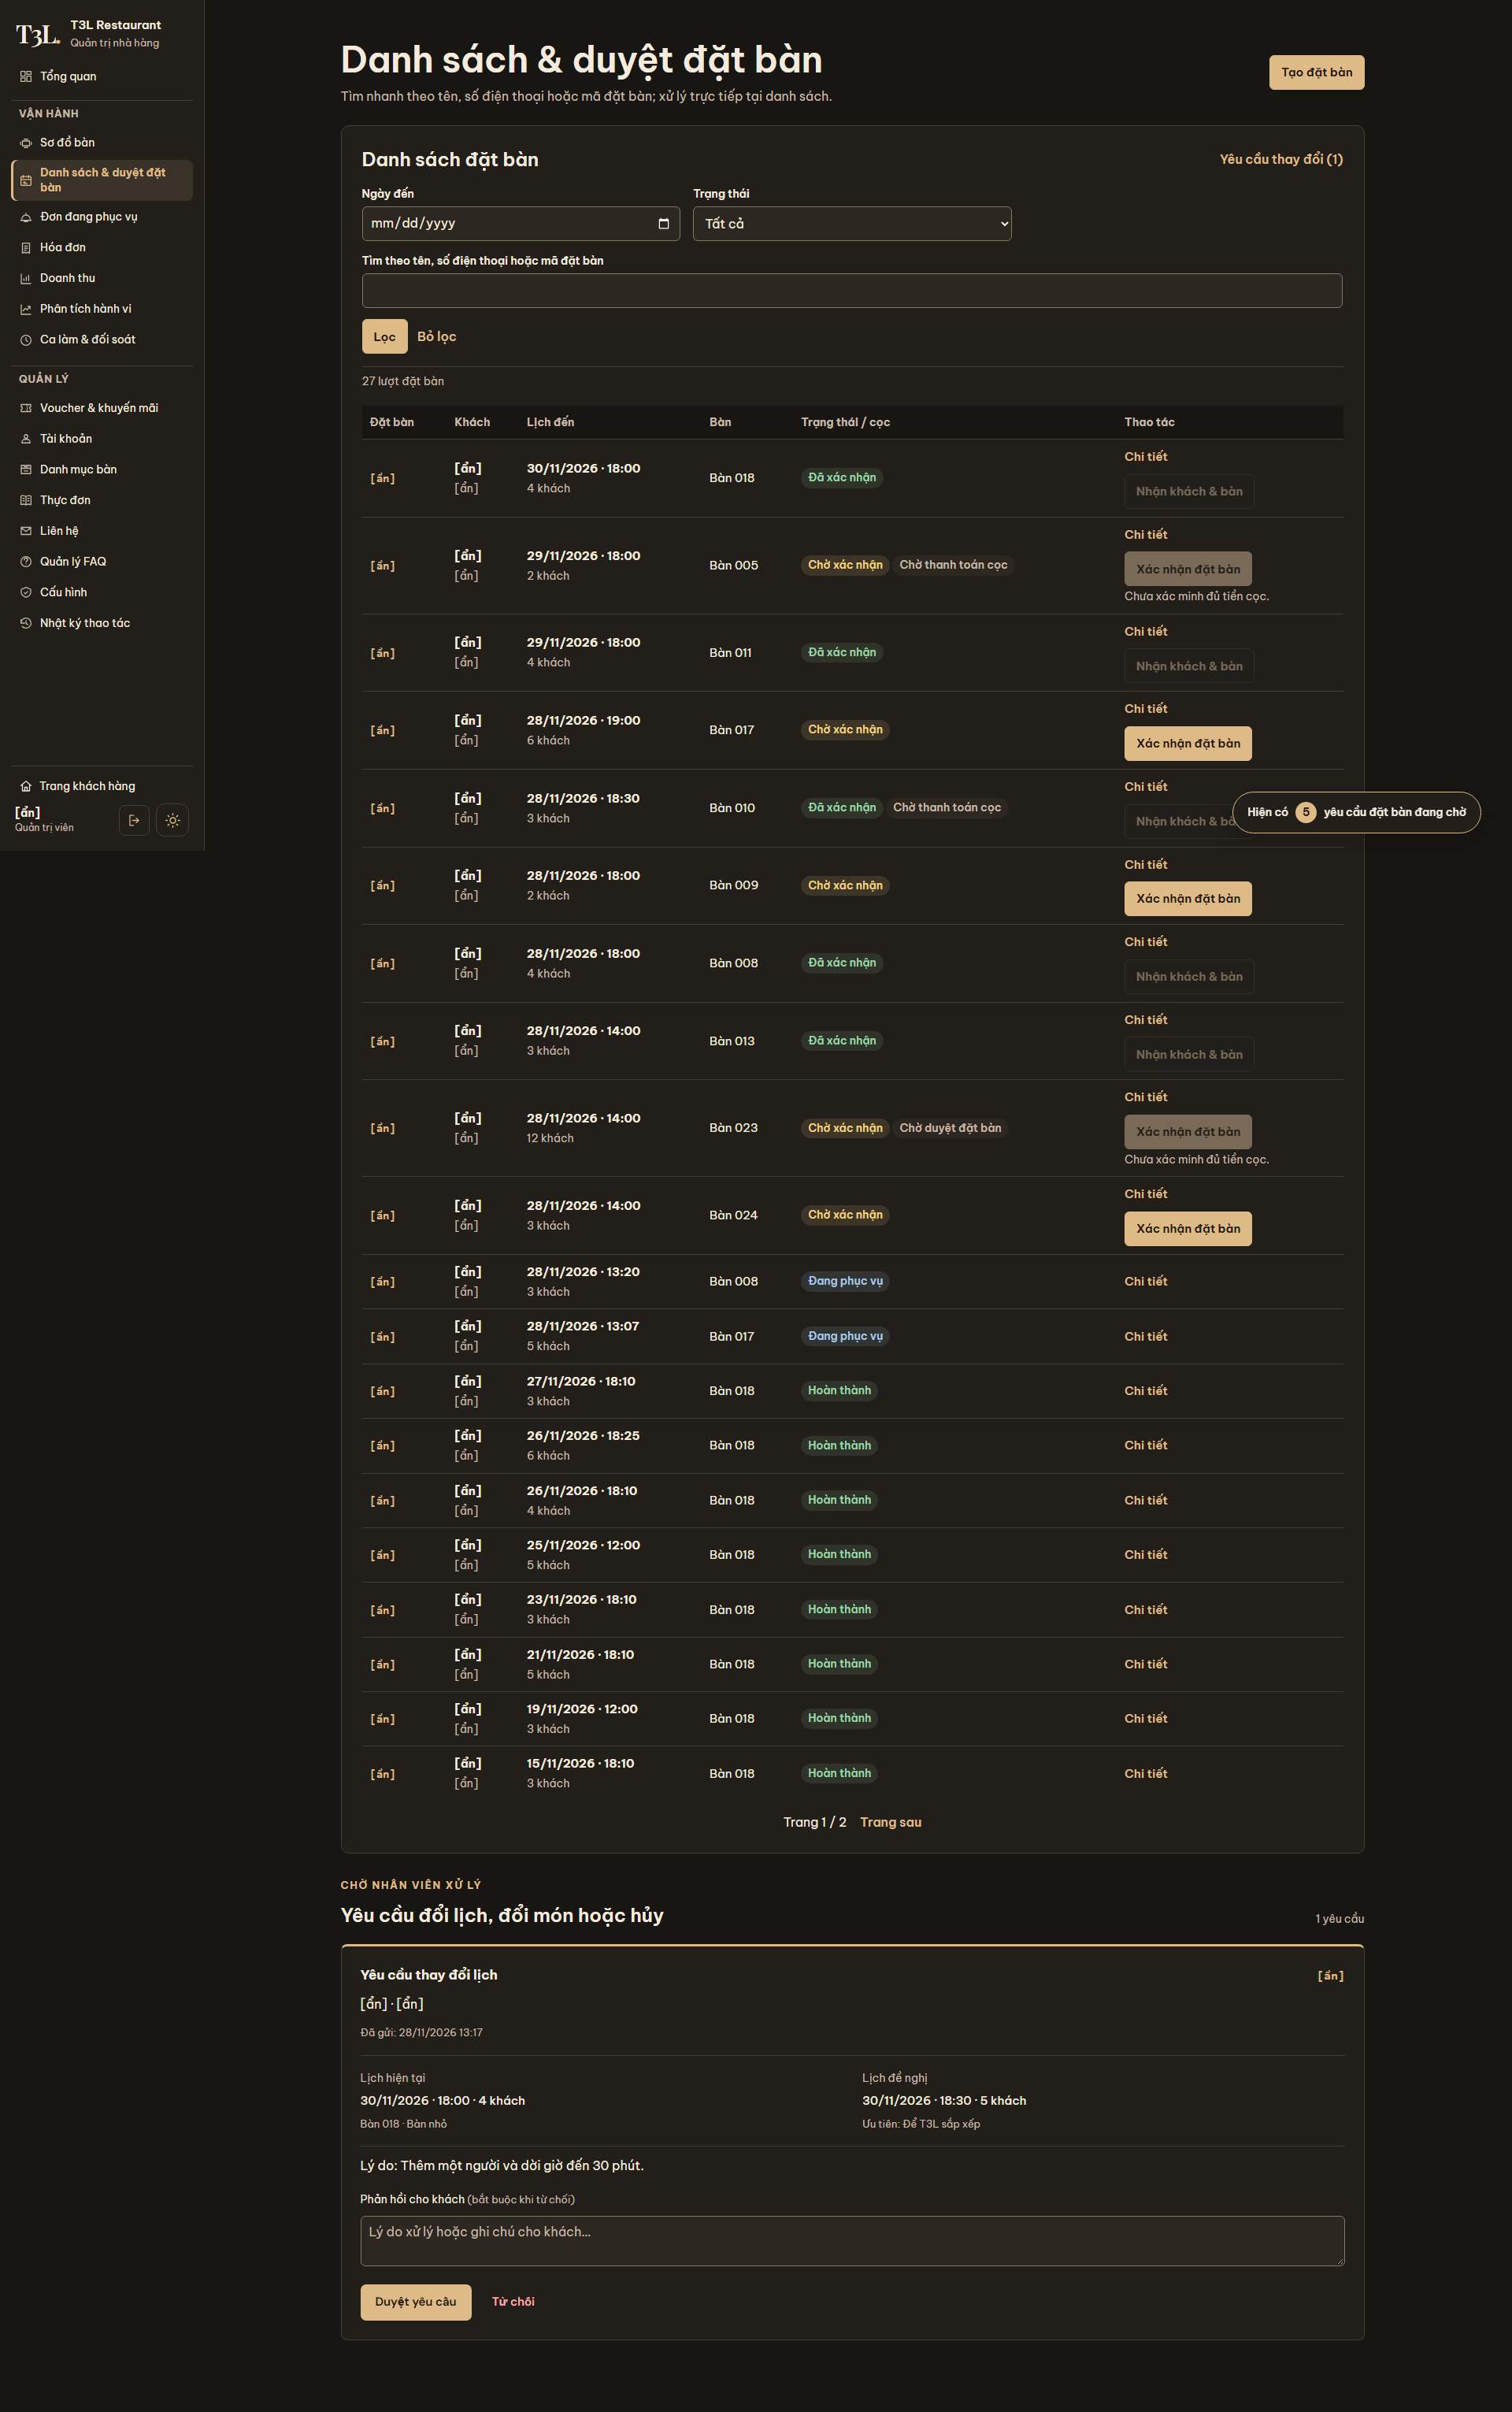 T3L.
T3L Restaurant
Quản trị nhà hàng
Tổng quan
VẬN HÀNH
Sơ đồ bàn
Danh sách & duyệt đặt
bàn
Đơn đang phục vụ
Hóa đơn
Doanh thu
Phân tích hành vi
Ca làm & đối soát
QUẢN LÝ
Voucher & khuyến mãi
Tài khoản
Danh mục bàn
Thực đơn
Liên hệ
Quản lý FAQ
Cấu hình
Nhật ký thao tác
Trang khách hàng
[ẩn]
Quản trị viên
Danh sách & duyệt đặt bàn
Tìm nhanh theo tên, số điện thoại hoặc mã đặt bàn; xử lý trực tiếp tại danh sách.
Tạo đặt bàn
Danh sách đặt bàn
Yêu cầu thay đổi (1)
Ngày đến
Trạng thái
mm/dd/yyyy
Tất cả
Tìm theo tên, số điện thoại hoặc mã đặt bàn
Lọc
Bỏ lọc
27 lượt đặt bàn
Đặt bàn Khách Lịch đến Bàn Trạng thái / cọc Thao tác
[ẩn] [ẩn] 30/11/2026 · 18:00 Bàn 018 Đã xác nhận Chi tiết
[ẩn] 4 khách Nhận khách & bàn
[ẩn] [ẩn] 29/11/2026 · 18:00 Bàn 005 Chờ xác nhận Chờ thanh toán cọc Chi tiết
[ẩn] 2 khách Xác nhận đặt bàn
Chưa xác minh đủ tiền cọc.
[ẩn] [ẩn] 29/11/2026 · 18:00 Bàn 011 Đã xác nhận Chi tiết
[ẩn] 4 khách Nhận khách & bàn
[ẩn] [ẩn] 28/11/2026 · 19:00 Bàn 017 Chờ xác nhận Chi tiết
[ẩn] 6 khách Xác nhận đặt bàn
[ẩn] [ẩn] 28/11/2026 · 18:30 Bàn 010 Đã xác nhận Chờ thanh toán cọc Chi tiết
[ẩn] 3 khách Nhận khách &
Hiện có 5 yêu cầu đặt bàn đang chờ
[ẩn] [ẩn] 28/11/2026 · 18:00 Bàn 009 Chờ xác nhận Chi tiết
[ẩn] 2 khách Xác nhận đặt bàn
[ẩn] [ẩn] 28/11/2026 · 18:00 Bàn 008 Đã xác nhận Chi tiết
[ẩn] 4 khách Nhận khách & bàn
[ẩn] [ẩn] 28/11/2026 · 14:00 Bàn 013 Đã xác nhận Chi tiết
[ẩn] 3 khách Nhận khách & bàn
[ẩn] [ẩn] 28/11/2026 · 14:00 Bàn 023 Chờ xác nhận Chờ duyệt đặt bàn Chi tiết
[ẩn] 12 khách Xác nhận đặt bàn
Chưa xác minh đủ tiền cọc.
[ẩn] [ẩn] 28/11/2026 · 14:00 Bàn 024 Chờ xác nhận Chi tiết
[ẩn] 3 khách Xác nhận đặt bàn
[ẩn] [ẩn] 28/11/2026 · 13:20 Bàn 008 Đang phục vụ Chi tiết
[ẩn] 3 khách
[ẩn] [ẩn] 28/11/2026 · 13:07 Bàn 017 Đang phục vụ Chi tiết
[ẩn] 5 khách
[ẩn] [ẩn] 27/11/2026 · 18:10 Bàn 018 Hoàn thành Chi tiết
[ẩn] 3 khách
[ẩn] [ẩn] 26/11/2026 · 18:25 Bàn 018 Hoàn thành Chi tiết
[ẩn] 6 khách
[ẩn] [ẩn] 26/11/2026 · 18:10 Bàn 018 Hoàn thành Chi tiết
[ẩn] 4 khách
[ẩn] [ẩn] 25/11/2026 · 12:00 Bàn 018 Hoàn thành Chi tiết
[ẩn] 5 khách
[ẩn] [ẩn] 23/11/2026 · 18:10 Bàn 018 Hoàn thành Chi tiết
[ẩn] 3 khách
[ẩn] [ẩn] 21/11/2026 · 18:10 Bàn 018 Hoàn thành Chi tiết
[ẩn] 5 khách
[ẩn] [ẩn] 19/11/2026 · 12:00 Bàn 018 Hoàn thành Chi tiết
[ẩn] 3 khách
[ẩn] [ẩn] 15/11/2026 · 18:10 Bàn 018 Hoàn thành Chi tiết
[ẩn] 3 khách
Trang 1 / 2 Trang sau
CHỜ NHÂN VIÊN XỬ LÝ
Yêu cầu đổi lịch, đổi món hoặc hủy
1 yêu cầu
Yêu cầu thay đổi lịch
[ẩn]
[ẩn] · [ẩn]
Đã gửi: 28/11/2026 13:17
Lịch hiện tại
30/11/2026 · 18:00 · 4 khách
Bàn 018 · Bàn nhỏ
Lịch đề nghị
30/11/2026 · 18:30 · 5 khách
Ưu tiên: Để T3L sắp xếp
Lý do: Thêm một người và dời giờ đến 30 phút.
Phản hồi cho khách (bắt buộc khi từ chối)
Lý do xử lý hoặc ghi chú cho khách...
Duyệt yêu cầu
Từ chối